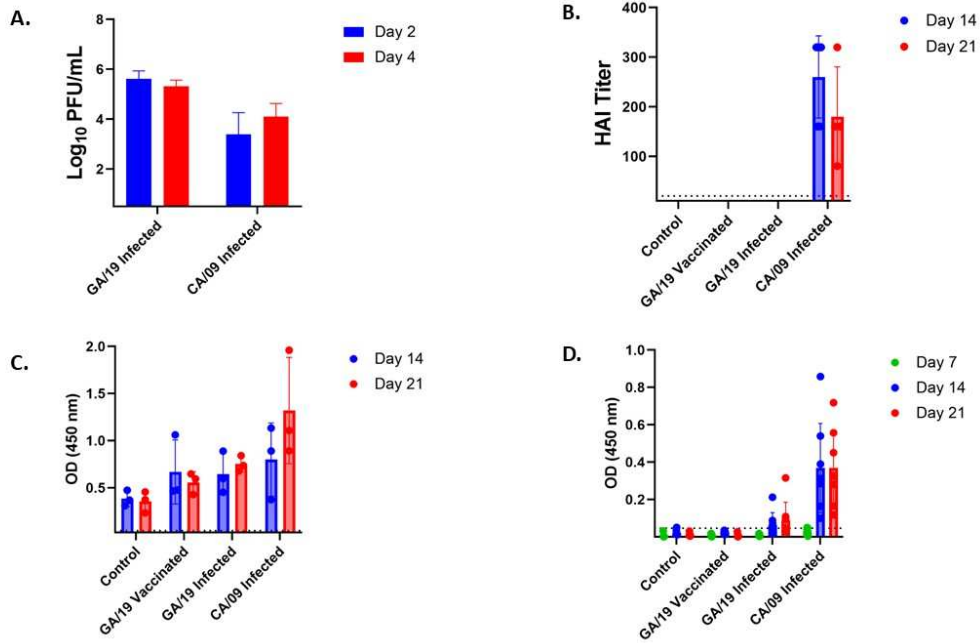 A.
Log10 PFU/mL
6
4
2
GA/19 Infected
CA/09 Infected
Day 2
Day 4
B.
HAI Titer
400
300
200
100
Control
GA/19 Vaccinated
GA/19 Infected
CA/09 Infected
Day 14
Day 21
C.
OD (450 nm)
2.0
1.5
1.0
0.5
Control
GA/19 Vaccinated
GA/19 Infected
CA/09 Infected
Day 14
Day 21
D.
OD (450 nm)
1.0
0.8
0.6
0.4
0.2
Control
GA/19 Vaccinated
GA/19 Infected
CA/09 Infected
Day 7
Day 14
Day 21